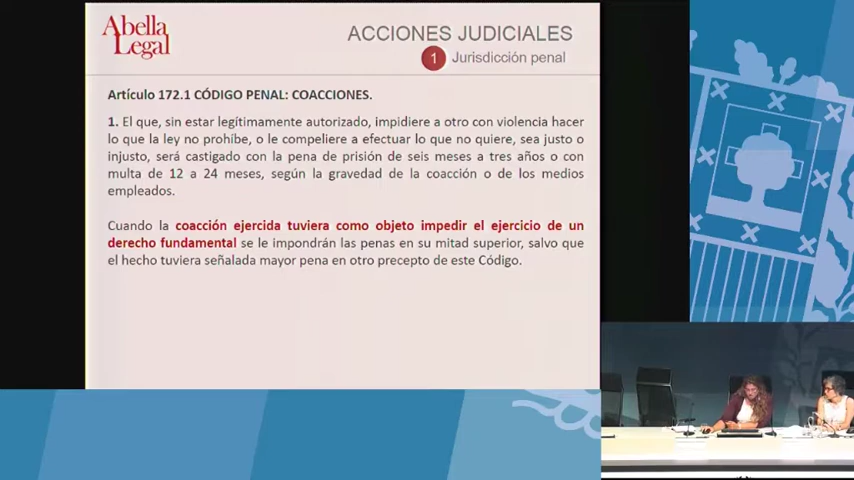 Abella
Legal
ACCIONES JUDICIALES
1 Jurisdicción penal
Artículo 172.1 CÓDIGO PENAL: COACCIONES.
1. El que, sin estar legítimamente autorizado, impidiere a otro con violencia hacer
lo que la ley no prohíbe, o le compeliere a efectuar lo que no quiere, sea justo o
injusto, será castigado con la pena de prisión de seis meses a tres años o con
multa de 12 a 24 meses, según la gravedad de la coacción o de los medios
empleados.
Cuando la coacción ejercida tuviera como objeto impedir el ejercicio de un
derecho fundamental se le impondrán las penas en su mitad superior, salvo que
el hecho tuviera señalada mayor pena en otro precepto de este Código.